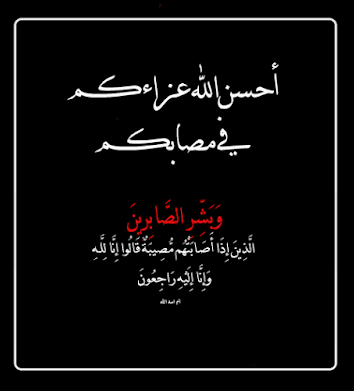 أحسن الله عزاءكم
في مصابكم
وَبَشِّرِ الصَّابِرِينَ
الَّذِينَ إِذَا أَصَابَتْهُم مُّصِيبَةٌ قَالُوا إِنَّا لِلَّهِ
وَإِنَّا إِلَيْهِ رَاجِعُونَ